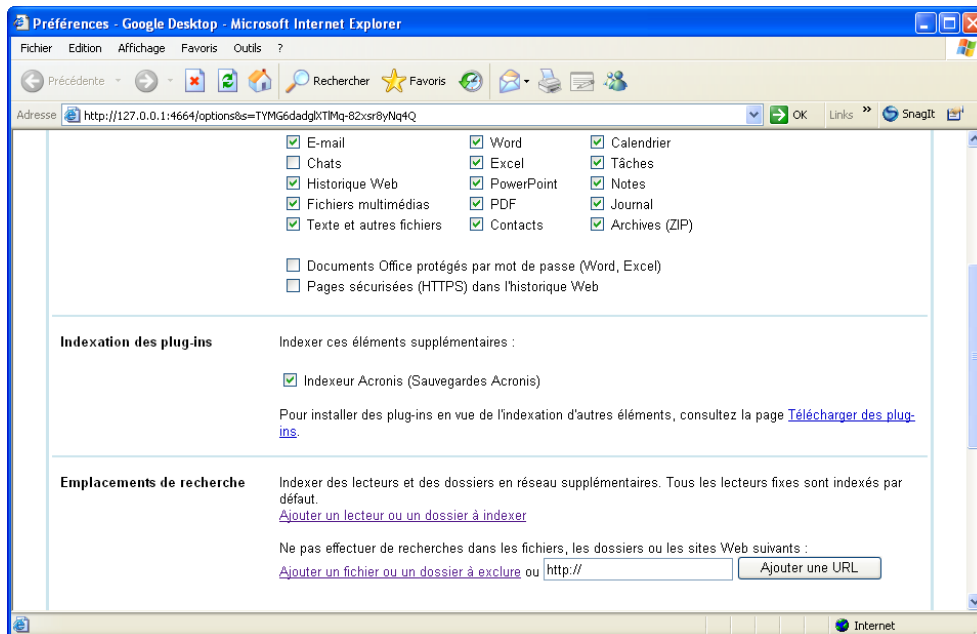 Préférences - Google Desktop - Microsoft Internet Explorer
Fichier Edition Affichage Favoris Outils ?
Précédente Rechercher Favoris
Adresse http://127.0.0.1:4664/options&s=TYMG6dadglXTlMq-82xsr8yNq4Q OK Links » SnagIt
E-mail Word Calendrier
Chats Excel Tâches
Historique Web PowerPoint Notes
Fichiers multimédias PDF Journal
Texte et autres fichiers Contacts Archives (ZIP)
Documents Office protégés par mot de passe (Word, Excel)
Pages sécurisées (HTTPS) dans l'historique Web
Indexation des plug-ins Indexer ces éléments supplémentaires :
Indexeur Acronis (Sauvegardes Acronis)
Pour installer des plug-ins en vue de l'indexation d'autres éléments, consultez la page Télécharger des plug-
ins.
Emplacements de recherche Indexer des lecteurs et des dossiers en réseau supplémentaires. Tous les lecteurs fixes sont indexés par
défaut.
Ajouter un lecteur ou un dossier à indexer
Ne pas effectuer de recherches dans les fichiers, les dossiers ou les sites Web suivants :
Ajouter un fichier ou un dossier à exclure ou http:// Ajouter une URL
Internet